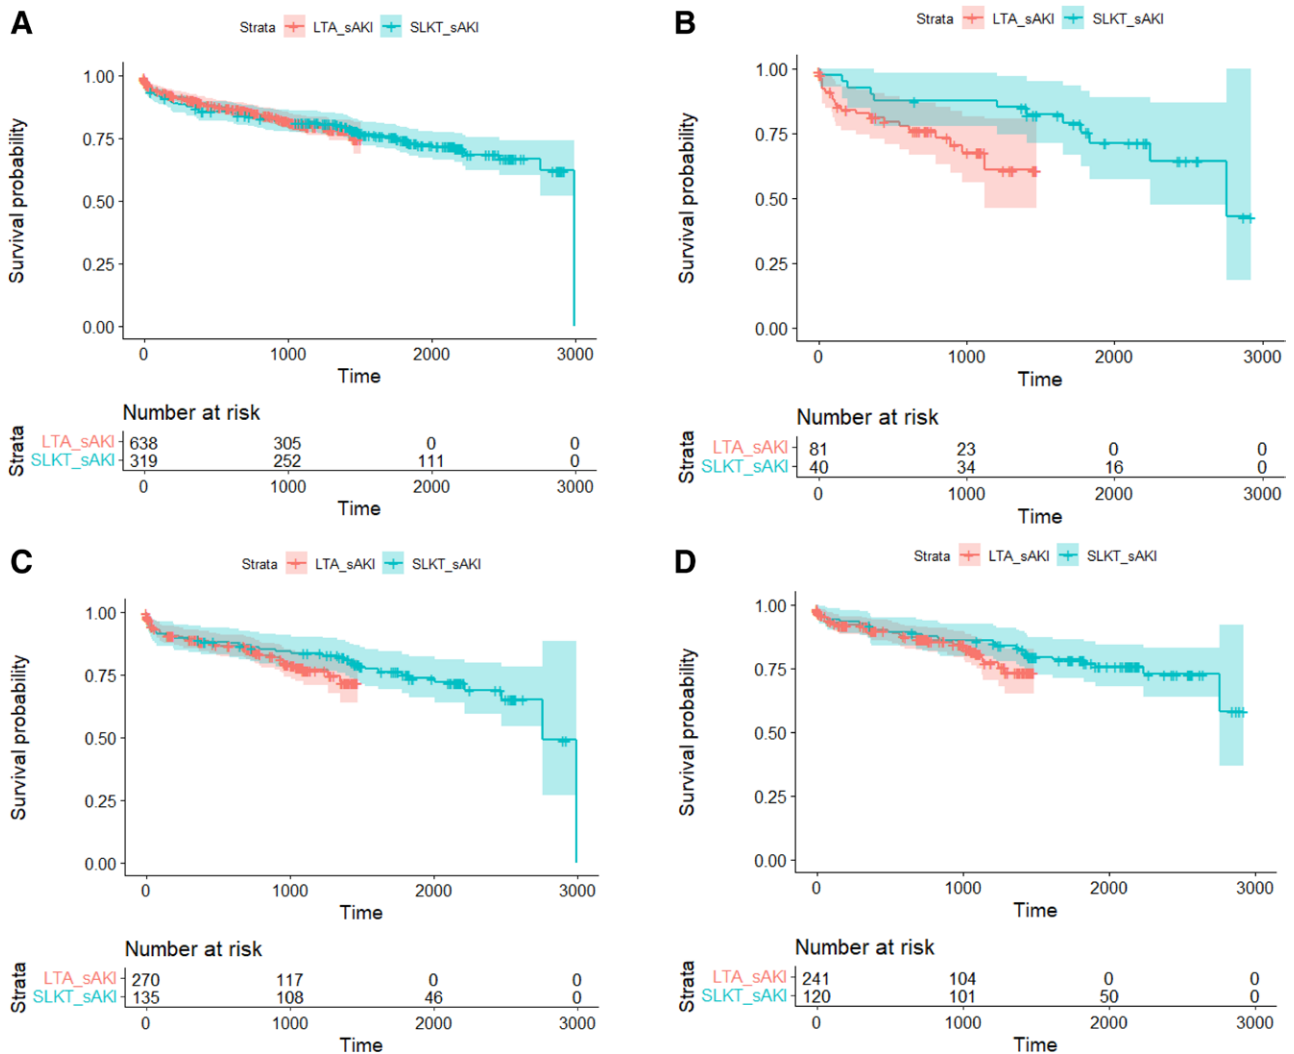 A
Strata LTA_sAKI SLKT_sAKI
Survival probability
1.00
0.75
0.50
0.25
0.00
0 1000 2000 3000
Time
Number at risk
Strata
LTA_sAKI 638 305 0 0
SLKT_sAKI 319 252 111 0
0 1000 2000 3000
Time
B
Strata LTA_sAKI SLKT_sAKI
Survival probability
1.00
0.75
0.50
0.25
0.00
0 1000 2000 3000
Time
Number at risk
Strata
LTA_sAKI 81 23 0 0
SLKT_sAKI 40 34 16 0
0 1000 2000 3000
Time
C
Strata LTA_sAKI SLKT_sAKI
Survival probability
1.00
0.75
0.50
0.25
0.00
0 1000 2000 3000
Time
Number at risk
Strata
LTA_sAKI 270 117 0 0
SLKT_sAKI 135 108 46 0
0 1000 2000 3000
Time
D
Strata LTA_sAKI SLKT_sAKI
Survival probability
1.00
0.75
0.50
0.25
0.00
0 1000 2000 3000
Time
Number at risk
Strata
LTA_sAKI 241 104 0 0
SLKT_sAKI 120 101 50 0
0 1000 2000 3000
Time